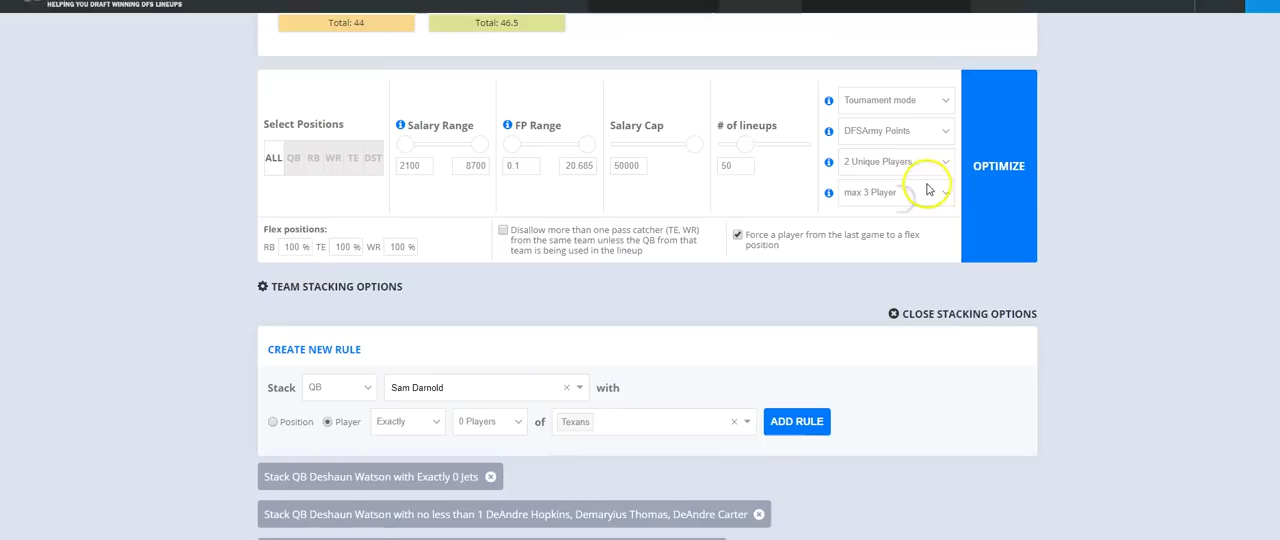 HELPING YOU DRAFT WINNING DFS LINEUPS
Total: 44
Total: 46.5
Select Positions
ALL QB RB WR TE DST
Salary Range
2100 8700
FP Range
0.1 20.685
Salary Cap
50000
# of lineups
50
Tournament mode
DFSArmy Points
2 Unique Players
max 3 Player
OPTIMIZE
Flex positions:
RB 100 % TE 100 % WR 100 %
Disallow more than one pass catcher (TE, WR)
from the same team unless the QB from that
team is being used in the lineup
Force a player from the last game to a flex
position
TEAM STACKING OPTIONS
CLOSE STACKING OPTIONS
CREATE NEW RULE
Stack QB Sam Darnold × with
Position Player Exactly 0 Players of Texans × ADD RULE
Stack QB Deshaun Watson with Exactly 0 Jets
Stack QB Deshaun Watson with no less than 1 DeAndre Hopkins, Demaryius Thomas, DeAndre Carter